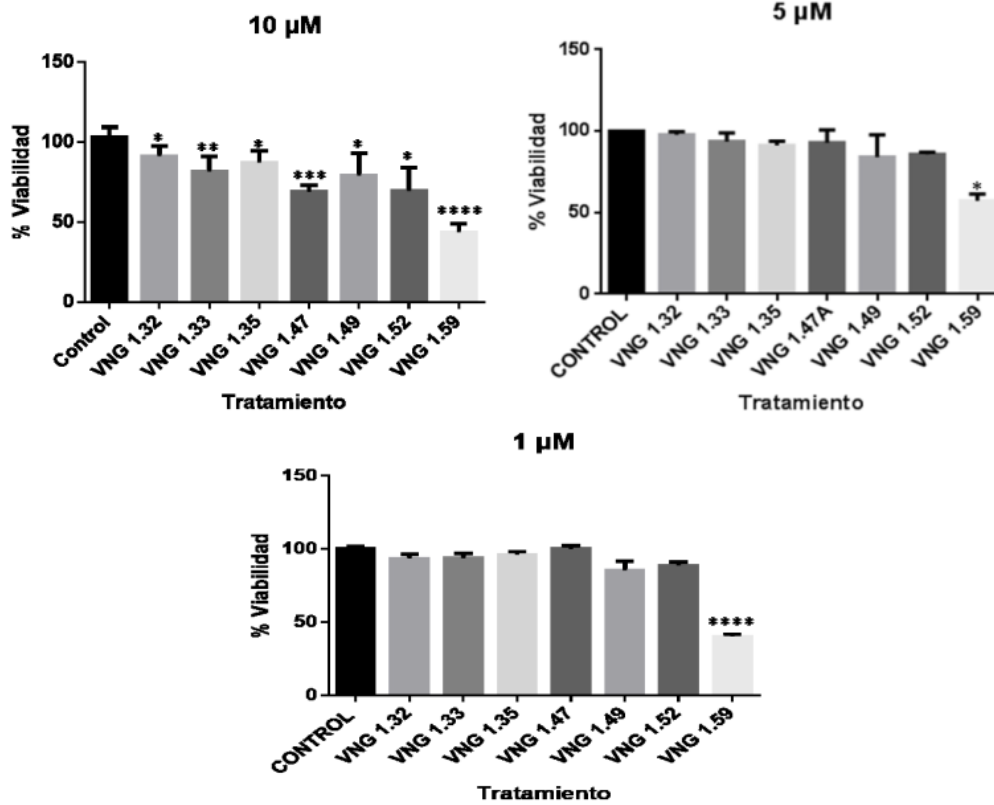 10 µM
% Viabilidad
150
100
50
0
* ** * *** * * ****
Control VNG 1.32 VNG 1.33 VNG 1.35 VNG 1.47 VNG 1.49 VNG 1.52 VNG 1.59
Tratamiento
5 µM
% Viabilidad
150
100
50
0
*
CONTROL VNG 1.32 VNG 1.33 VNG 1.35 VNG 1.47A VNG 1.49 VNG 1.52 VNG 1.59
Tratamiento
1 µM
% Viabilidad
150
100
50
0
****
CONTROL VNG 1.32 VNG 1.33 VNG 1.35 VNG 1.47 VNG 1.49 VNG 1.52 VNG 1.59
Tratamiento